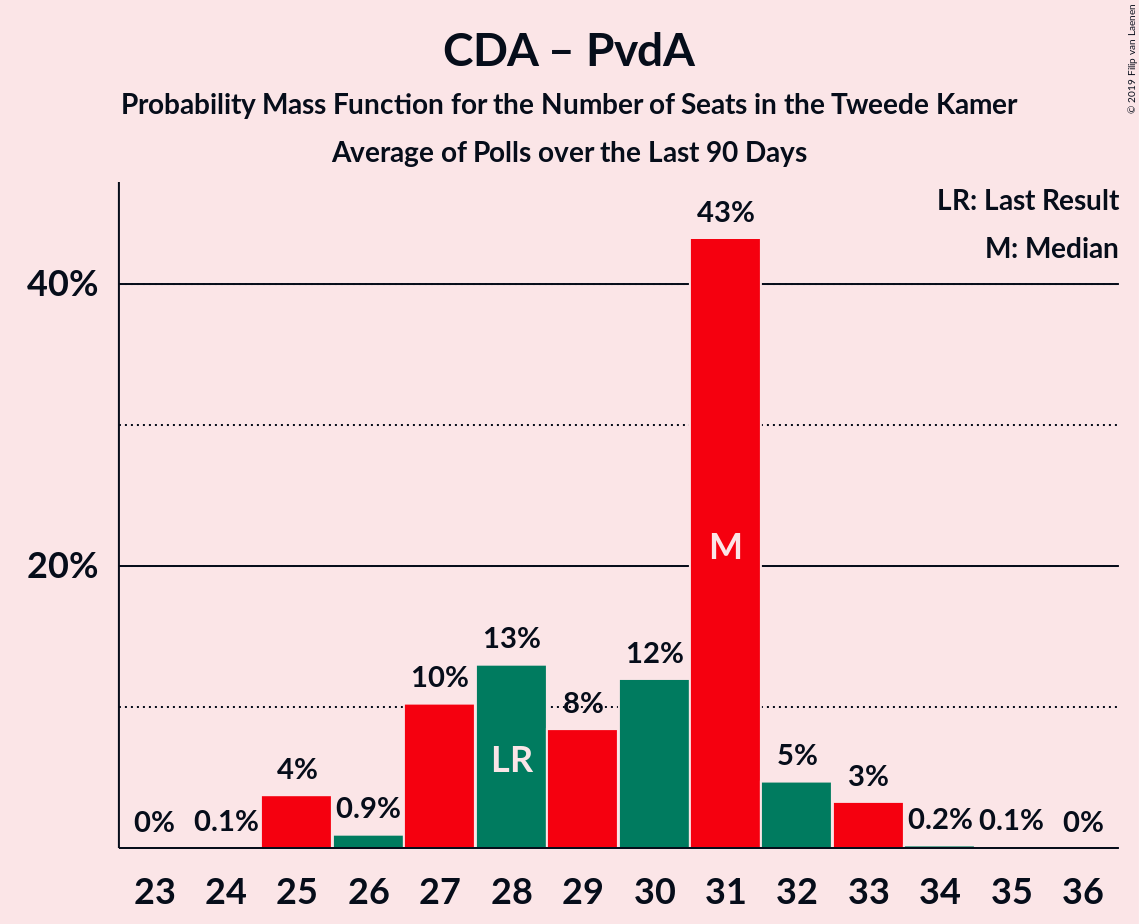 CDA – PvdA
Probability Mass Function for the Number of Seats in the Tweede Kamer
Average of Polls over the Last 90 Days
© 2019 Filip van Laenen
LR: Last Result
M: Median
40%
20%
0%
0.1%
4%
0.9%
10%
13%
8%
12%
43%
5%
3%
0.2%
0.1%
0%
LR
M
23 24 25 26 27 28 29 30 31 32 33 34 35 36